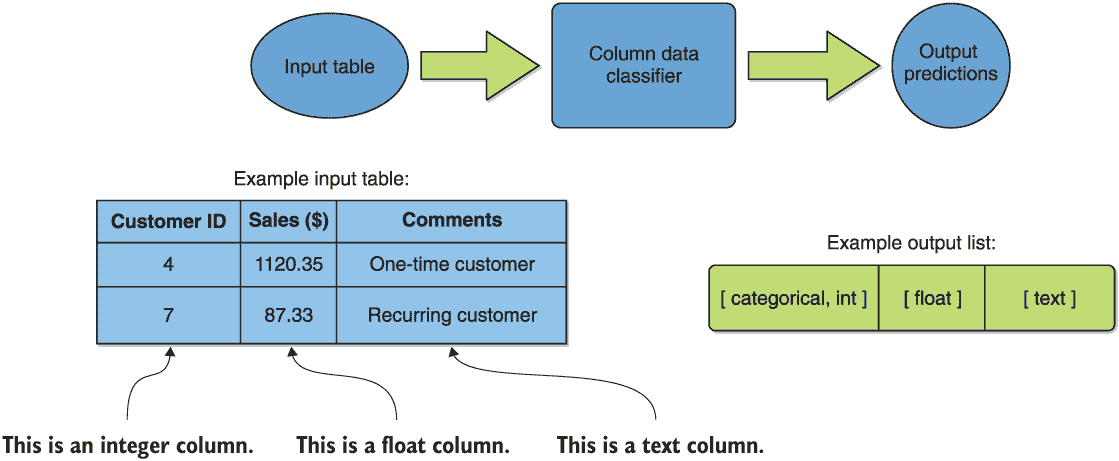 Input table
Column data
classifier
Output
predictions
Example input table:
Customer ID Sales ($) Comments
4 1120.35 One-time customer
7 87.33 Recurring customer
Example output list:
[ categorical, int ] [ float ] [ text ]
This is an integer column. This is a float column. This is a text column.